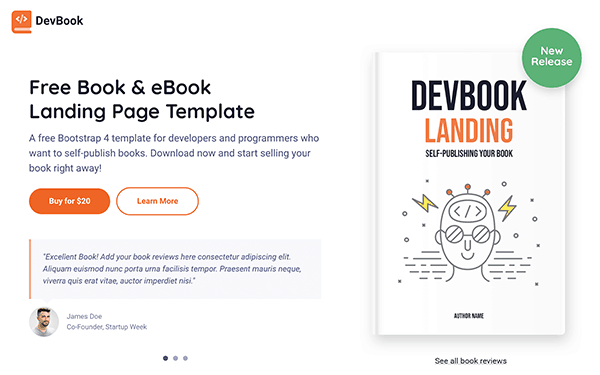 DevBook
Free Book & eBook
Landing Page Template
A free Bootstrap 4 template for developers and programmers who
want to self-publish books. Download now and start selling your
book right away!
Buy for $20
Learn More
"Excellent Book! Add your book reviews here consectetur adipiscing elit.
Aliquam euismod nunc porta urna facilisis tempor. Praesent mauris neque,
viverra quis erat vitae, auctor imperdiet nisi."
James Doe
Co-Founder, Startup Week
New
Release
DEVBOOK
LANDING
SELF-PUBLISHING YOUR BOOK
</>
AUTHOR NAME
See all book reviews